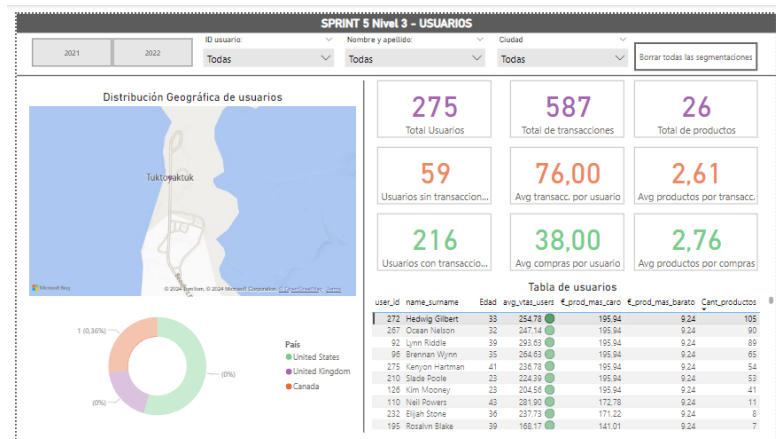 SPRINT 5 Nivel 3 - USUARIOS
2021 2022
ID usuario: Nombre y apellido: Ciudad
Todas Todas Todas Borrar todas las segmentaciones
Distribución Geográfica de usuarios
Tuktoyaktuk
Microsoft Bing
© 2024 TomTom, © 2024 Microsoft Corporation, © OpenStreetMap Terms
275
Total Usuarios
587
Total de transacciones
26
Total de productos
59
Usuarios sin transaccion...
76,00
Avg transacc. por usuario
2,61
Avg productos por transacc.
216
Usuarios con transaccio...
38,00
Avg compras por usuario
2,76
Avg productos por compras
1 (0,36%)
(0%)
(0%)
País
United States
United Kingdom
Canada
Tabla de usuarios
user_id name_surname Edad avg_vtas_users €_prod_mas_caro €_prod_mas_barato Cant_productos
272 Hedwig Gilbert 33 254,78 195,94 9,24 105
267 Ocean Nelson 32 247,14 195,94 9,24 90
92 Lynn Riddle 39 293,63 195,94 9,24 89
96 Brennan Wynn 35 264,63 195,94 9,24 65
275 Kenyon Hartman 41 236,78 195,94 9,24 54
210 Slade Poole 23 224,39 195,94 9,24 53
126 Kim Mooney 23 204,56 195,94 9,24 41
110 Neil Powers 43 281,90 172,78 9,24 11
232 Elijah Stone 36 237,73 171,22 9,24 8
195 Rosalyn Blake 39 168,17 141,01 9,24 7